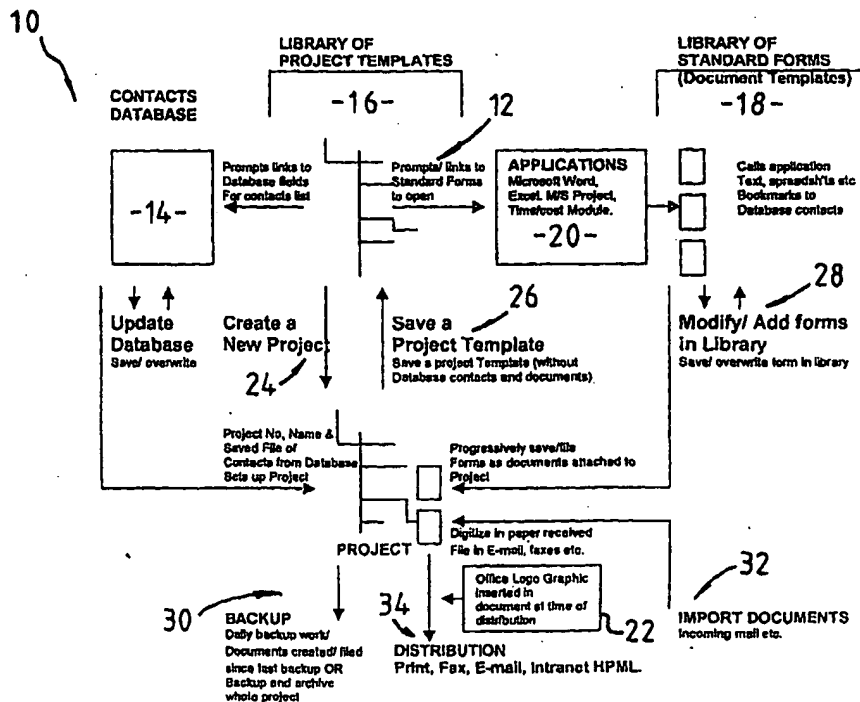 10
CONTACTS
DATABASE
LIBRARY OF
PROJECT TEMPLATES
-16-
12
LIBRARY OF
STANDARD FORMS
(Document Templates)
-18-
-14-
Prompts links to
Database fields
For contacts list
Prompts/ links to
Standard Forms
to open
APPLICATIONS
Microsoft Word,
Excel, M/S Project,
Time/cost Module.
-20-
Calls application
Text, spreadsh'ts etc
Bookmarks to
Database contacts
Update
Database
Save/ overwrite
Create a
New Project
24
26
Save a
Project Template
Save a project Template (without
Database contacts and documents)
28
Modify/ Add forms
in Library
Save/ overwrite form in library
Project No, Name &
Saved File of
Contacts from Database
Sets up Project
Progressively save/file
Forms as documents attached to
Project
Digitize in paper received
File in E-mail, faxes etc.
PROJECT
30
BACKUP
Daily backup work/
Documents created/ filed
since last backup OR
Backup and archive
whole project
34
DISTRIBUTION
Print, Fax, E-mail, Intranet HPML.
Office Logo Graphic
inserted in
document at time of
distribution
22
32
IMPORT DOCUMENTS
Incoming mail etc.